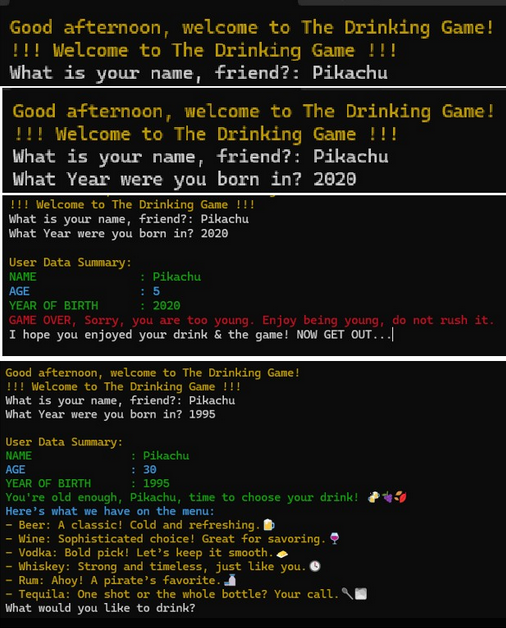 Good afternoon, welcome to The Drinking Game!
!!! Welcome to The Drinking Game !!!
What is your name, friend?: Pikachu
Good afternoon, welcome to The Drinking Game!
!!! Welcome to The Drinking Game !!!
What is your name, friend?: Pikachu
What Year were you born in? 2020
!!! Welcome to The Drinking Game !!!
What is your name, friend?: Pikachu
What Year were you born in? 2020
User Data Summary:
NAME : Pikachu
AGE : 5
YEAR OF BIRTH : 2020
GAME OVER, Sorry, you are too young. Enjoy being young, do not rush it.
I hope you enjoyed your drink & the game! NOW GET OUT...
Good afternoon, welcome to The Drinking Game!
!!! Welcome to The Drinking Game !!!
What is your name, friend?: Pikachu
What Year were you born in? 1995
User Data Summary:
NAME : Pikachu
AGE : 30
YEAR OF BIRTH : 1995
You're old enough, Pikachu, time to choose your drink!
Here's what we have on the menu:
- Beer: A classic! Cold and refreshing.
- Wine: Sophisticated choice! Great for savoring.
- Vodka: Bold pick! Let's keep it smooth.
- Whiskey: Strong and timeless, just like you.
- Rum: Ahoy! A pirate's favorite.
- Tequila: One shot or the whole bottle? Your call.
What would you like to drink?